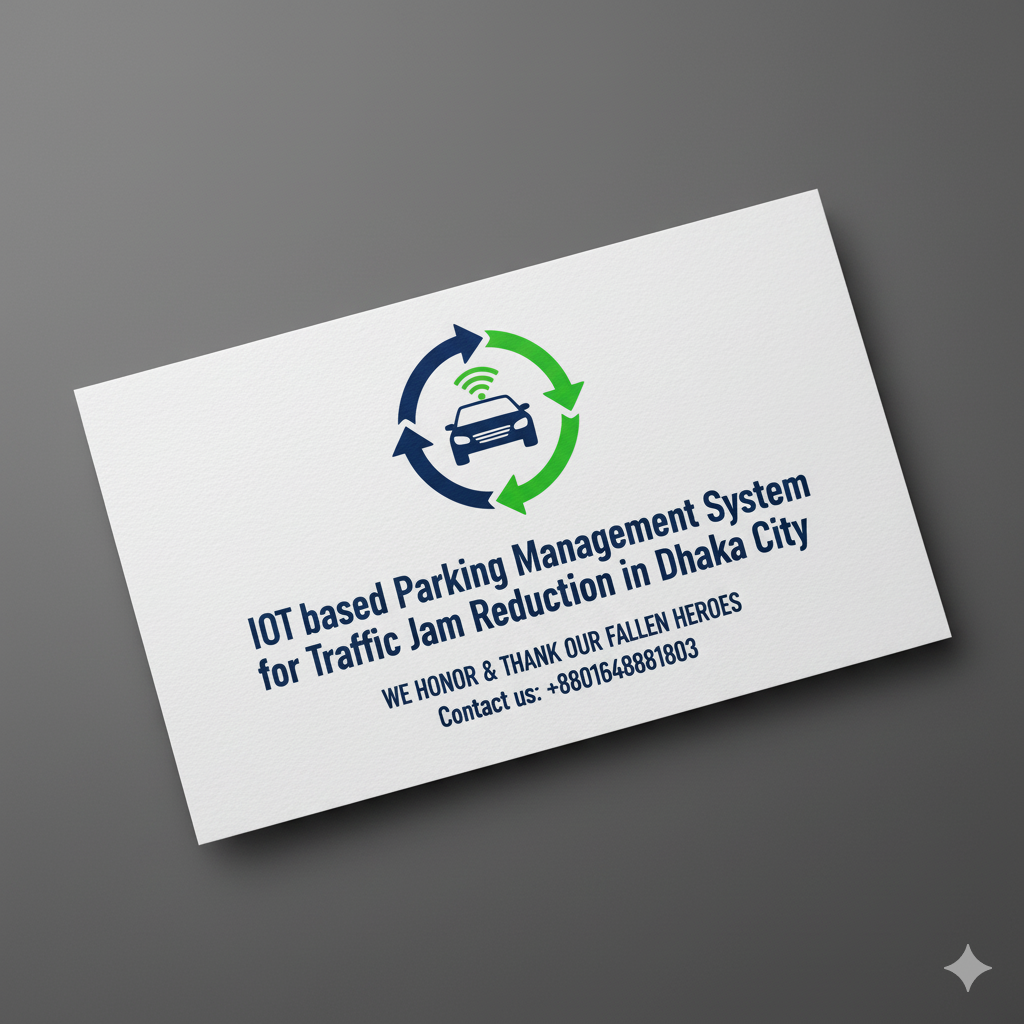 IOT based Parking Management System
for Traffic Jam Reduction in Dhaka City
WE HONOR & THANK OUR FALLEN HEROES
Contact us: +8801648881803